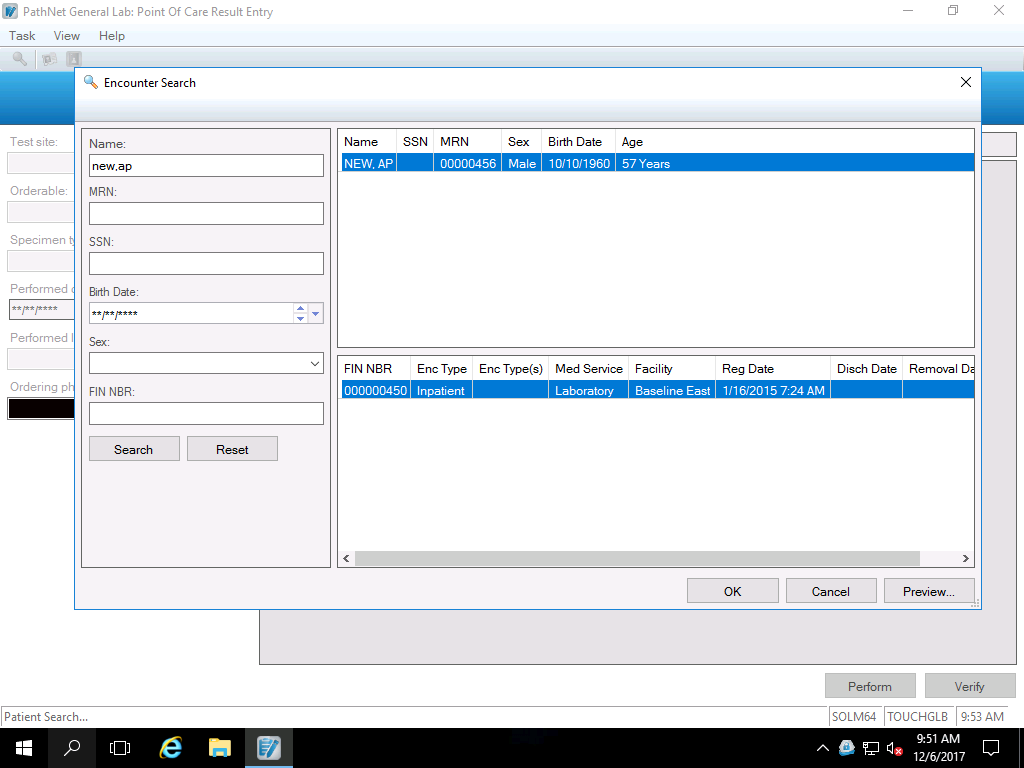 PathNet General Lab: Point Of Care Result Entry
Task View Help
Encounter Search
Test site:
Orderable:
Specimen ty
Performed d
**/**/****
Performed l
Ordering ph
Name:
new,ap
MRN:
SSN:
Birth Date:
**/**/****
Sex:
FIN NBR:
Search Reset
Name SSN MRN Sex Birth Date Age
NEW, AP 00000456 Male 10/10/1960 57 Years
FIN NBR Enc Type Enc Type(s) Med Service Facility Reg Date Disch Date Removal Da
000000450 Inpatient Laboratory Baseline East 1/16/2015 7:24 AM
OK Cancel Preview...
Perform Verify
Patient Search... SOLM64 TOUCHGLB 9:53 AM
9:51 AM
12/6/2017